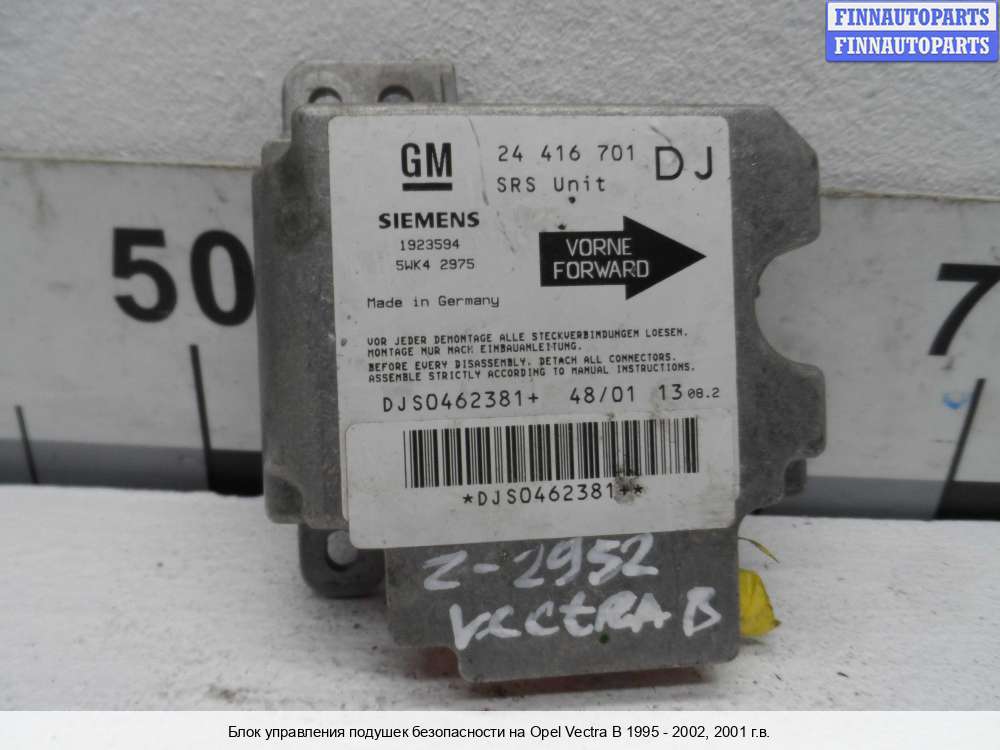 FINNAUTOPARTS
FINNAUTOPARTS
GM 24 416 701 DJ
SRS Unit
SIEMENS
1923594
5WK4 2975
VORNE
FORWARD
Made in Germany
VOR JEDER DEMONTAGE ALLE STECKVERBINDUNGEN LOESEN.
MONTAGE NUR NACH EINBAUANLEITUNG.
BEFORE EVERY DISASSEMBLY, DETACH ALL CONNECTORS.
ASSEMBLE STRICTLY ACCORDING TO MANUAL INSTRUCTIONS.
DJS0462381+ 48/01 13 08.2
*DJS0462381+*
50
7
Z-2952
VECTRA B
Блок управления подушек безопасности на Opel Vectra B 1995 - 2002, 2001 г.в.